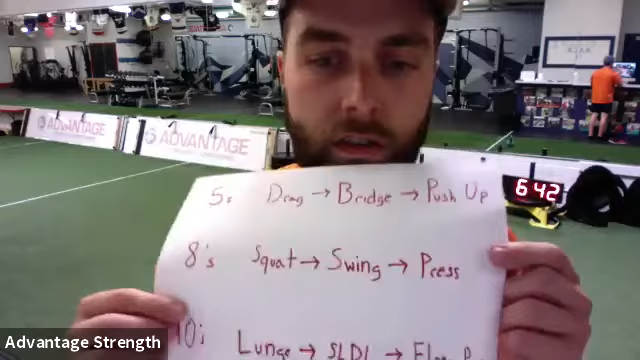 ADVANTAGE
ADVANTAGE
6:42
5s Drag → Bridge → Push Up
8's Squat → Swing → Press
10's Lunge → SLDL →
Advantage Strength